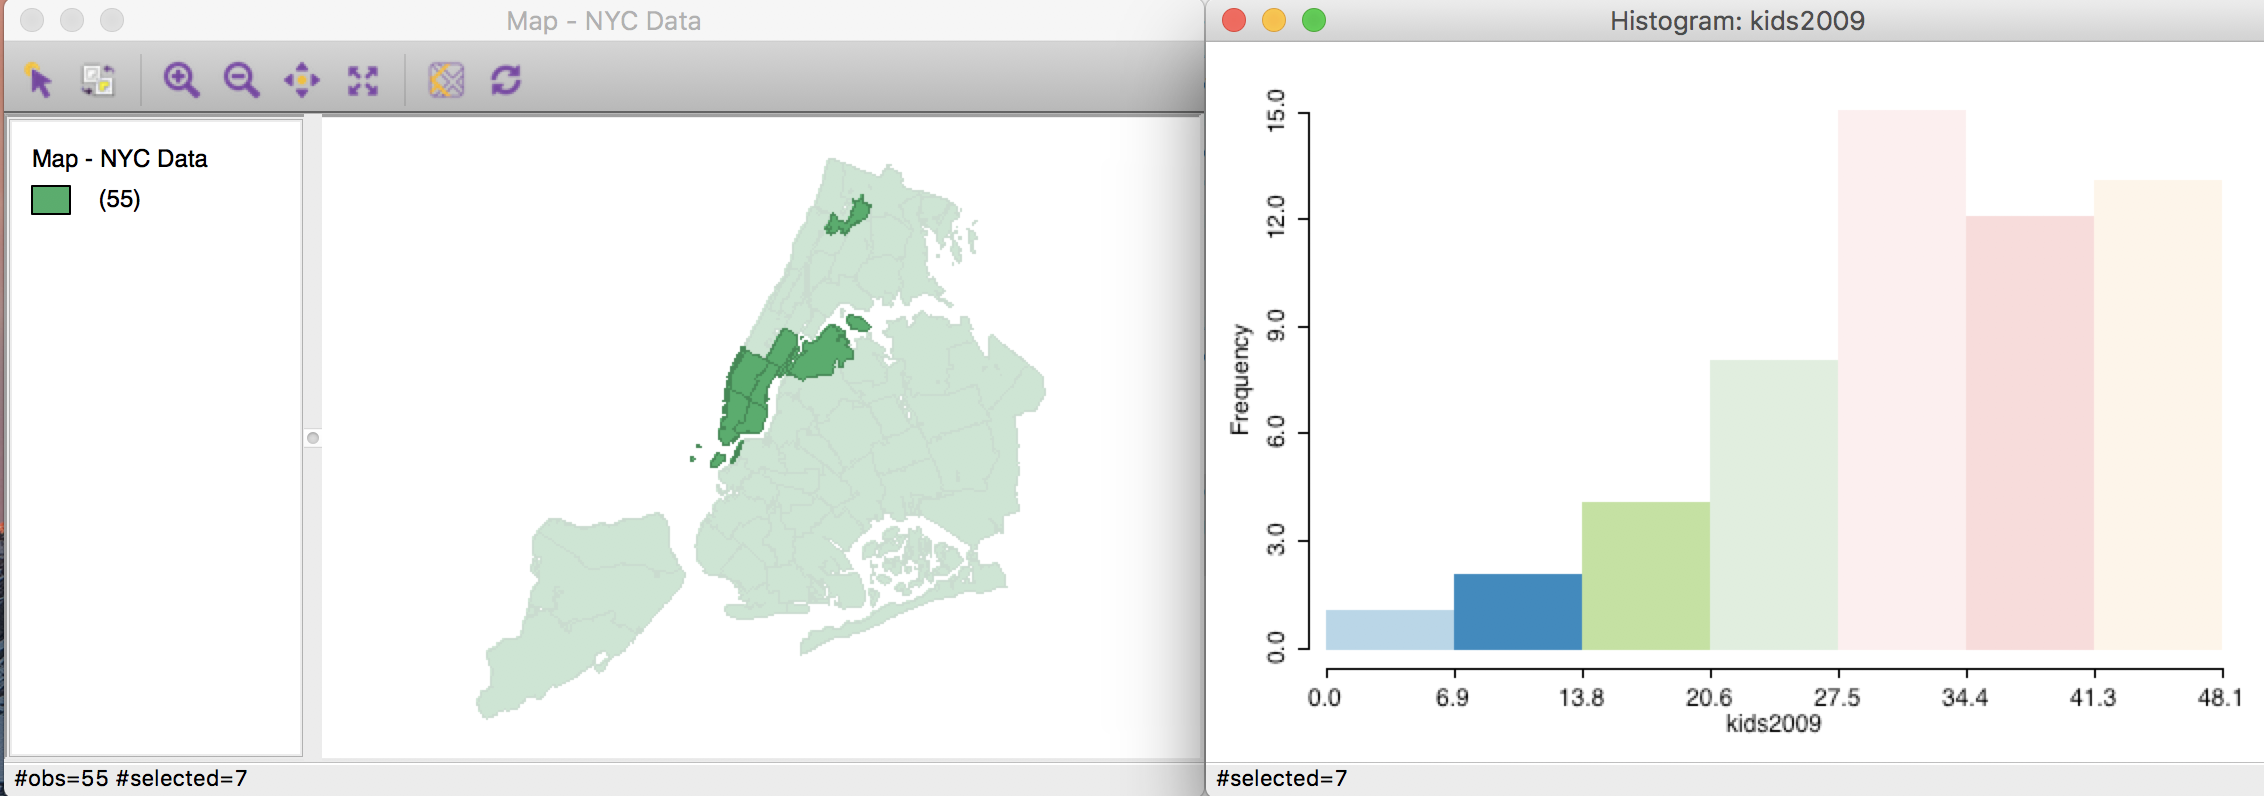 Map - NYC Data
Map - NYC Data
(55)
#obs=55 #selected=7
Histogram: kids2009
15.0
12.0
9.0
6.0
3.0
0.0
Frequency
0.0 6.9 13.8 20.6 27.5 34.4 41.3 48.1
kids2009
#selected=7